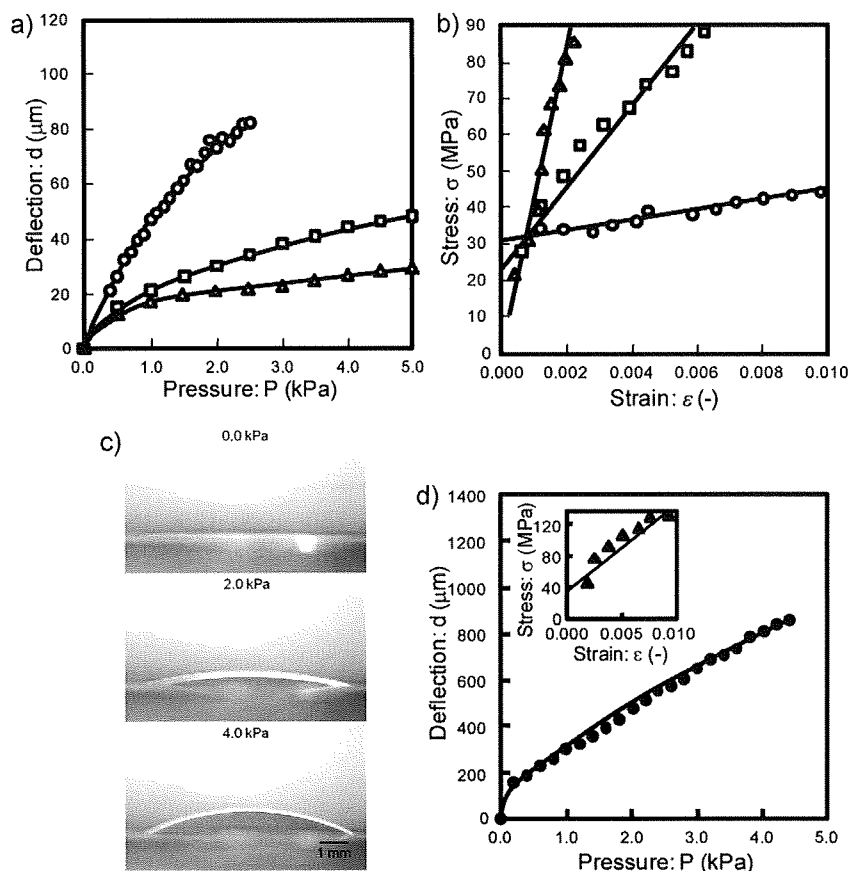 a)
120
100
80
60
40
20
0
0.0 1.0 2.0 3.0 4.0 5.0
Deflection: d (μm)
Pressure: P (kPa)
b)
90
80
70
60
50
40
30
20
10
0
0.000 0.002 0.004 0.006 0.008 0.010
Stress: σ (MPa)
Strain: ε (-)
c)
0.0 kPa
2.0 kPa
4.0 kPa
1 mm
d)
1400
1200
1000
800
600
400
200
0
0.0 1.0 2.0 3.0 4.0 5.0
Deflection: d (μm)
Pressure: P (kPa)
120
80
40
0
0.000 0.005 0.010
Stress: σ (MPa)
Strain: ε (-)